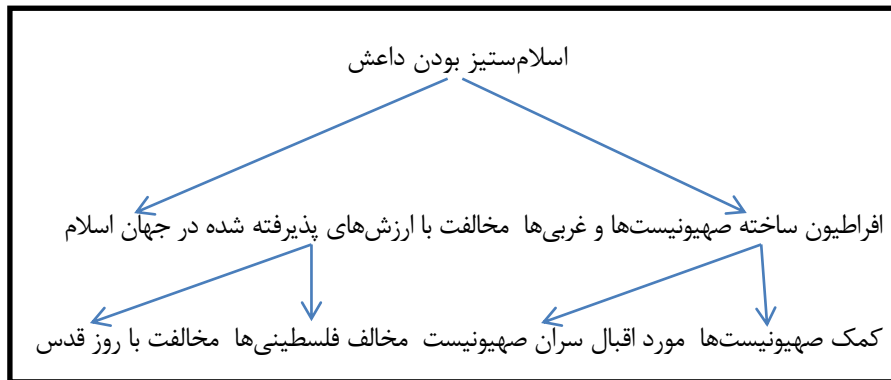 اسلام‌ستیز بودن داعش
افراطیون ساخته صهیونیست‌ها و غربی‌ها مخالفت با ارزش‌های پذیرفته شده در جهان اسلام
کمک صهیونیست‌ها مورد اقبال سران صهیونیست مخالف فلسطینی‌ها مخالفت با روز قدس